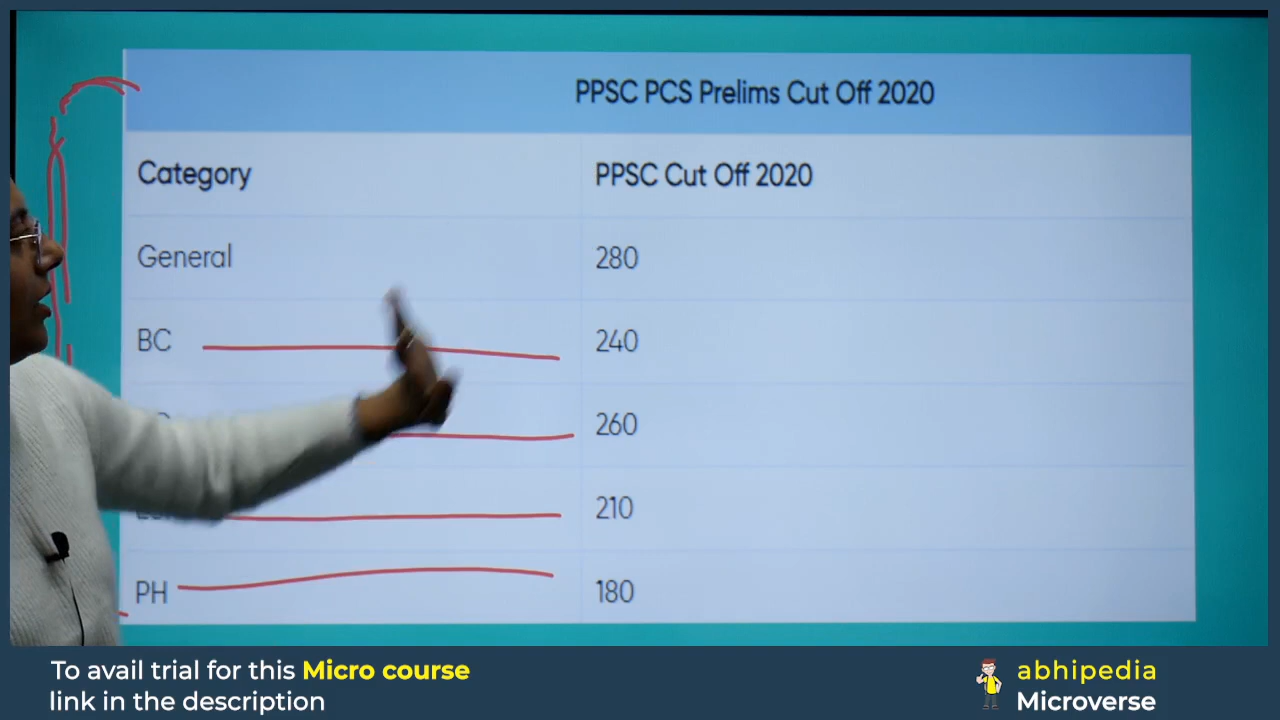 PPSC PCS Prelims Cut Off 2020
Category PPSC Cut Off 2020
General 280
BC 240
260
210
PH 180
To avail trial for this Micro course
link in the description
abhipedia
Microverse